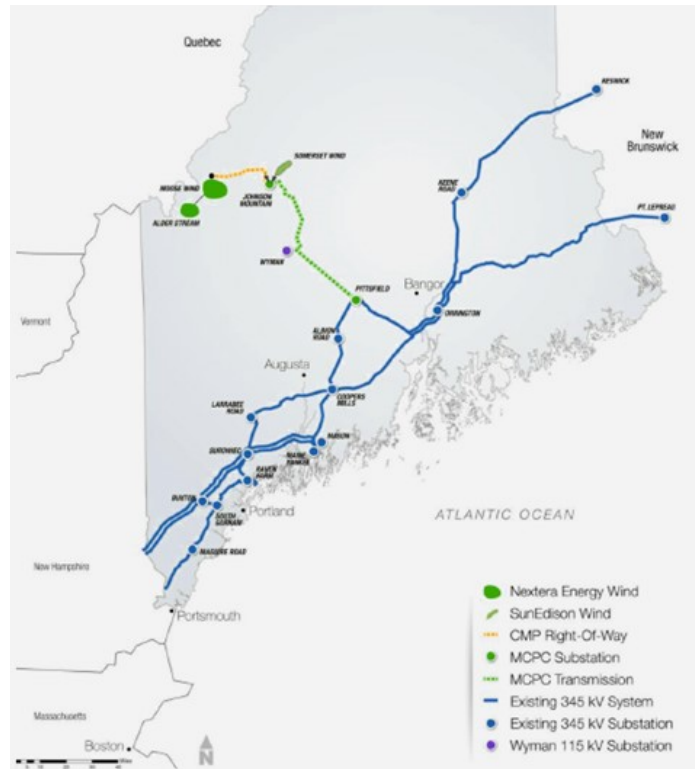 Quebec
KESWICK
New
Brunswick
SOMERSET WIND
MOOSE WIND
JOHNSON
MOUNTAIN
KEENE
ROAD
ALDER STREAM
PT. LEPREAU
WYMAN
Bangor
PITTSFIELD
ORRINGTON
Vermont
ALBION
ROAD
Augusta
COOPERS
MILLS
LARRABEE
ROAD
SUROWIEC
MAINE
YANKEE
RAVEN
FARM
BUXTON
SOUTH
GORHAM
Portland
ATLANTIC OCEAN
MAGUIRE ROAD
New Hampshire
Portsmouth
Massachusetts
Boston
N
Nextera Energy Wind
SunEdison Wind
CMP Right-Of-Way
MCPC Substation
MCPC Transmission
Existing 345 kV System
Existing 345 kV Substation
Wyman 115 kV Substation